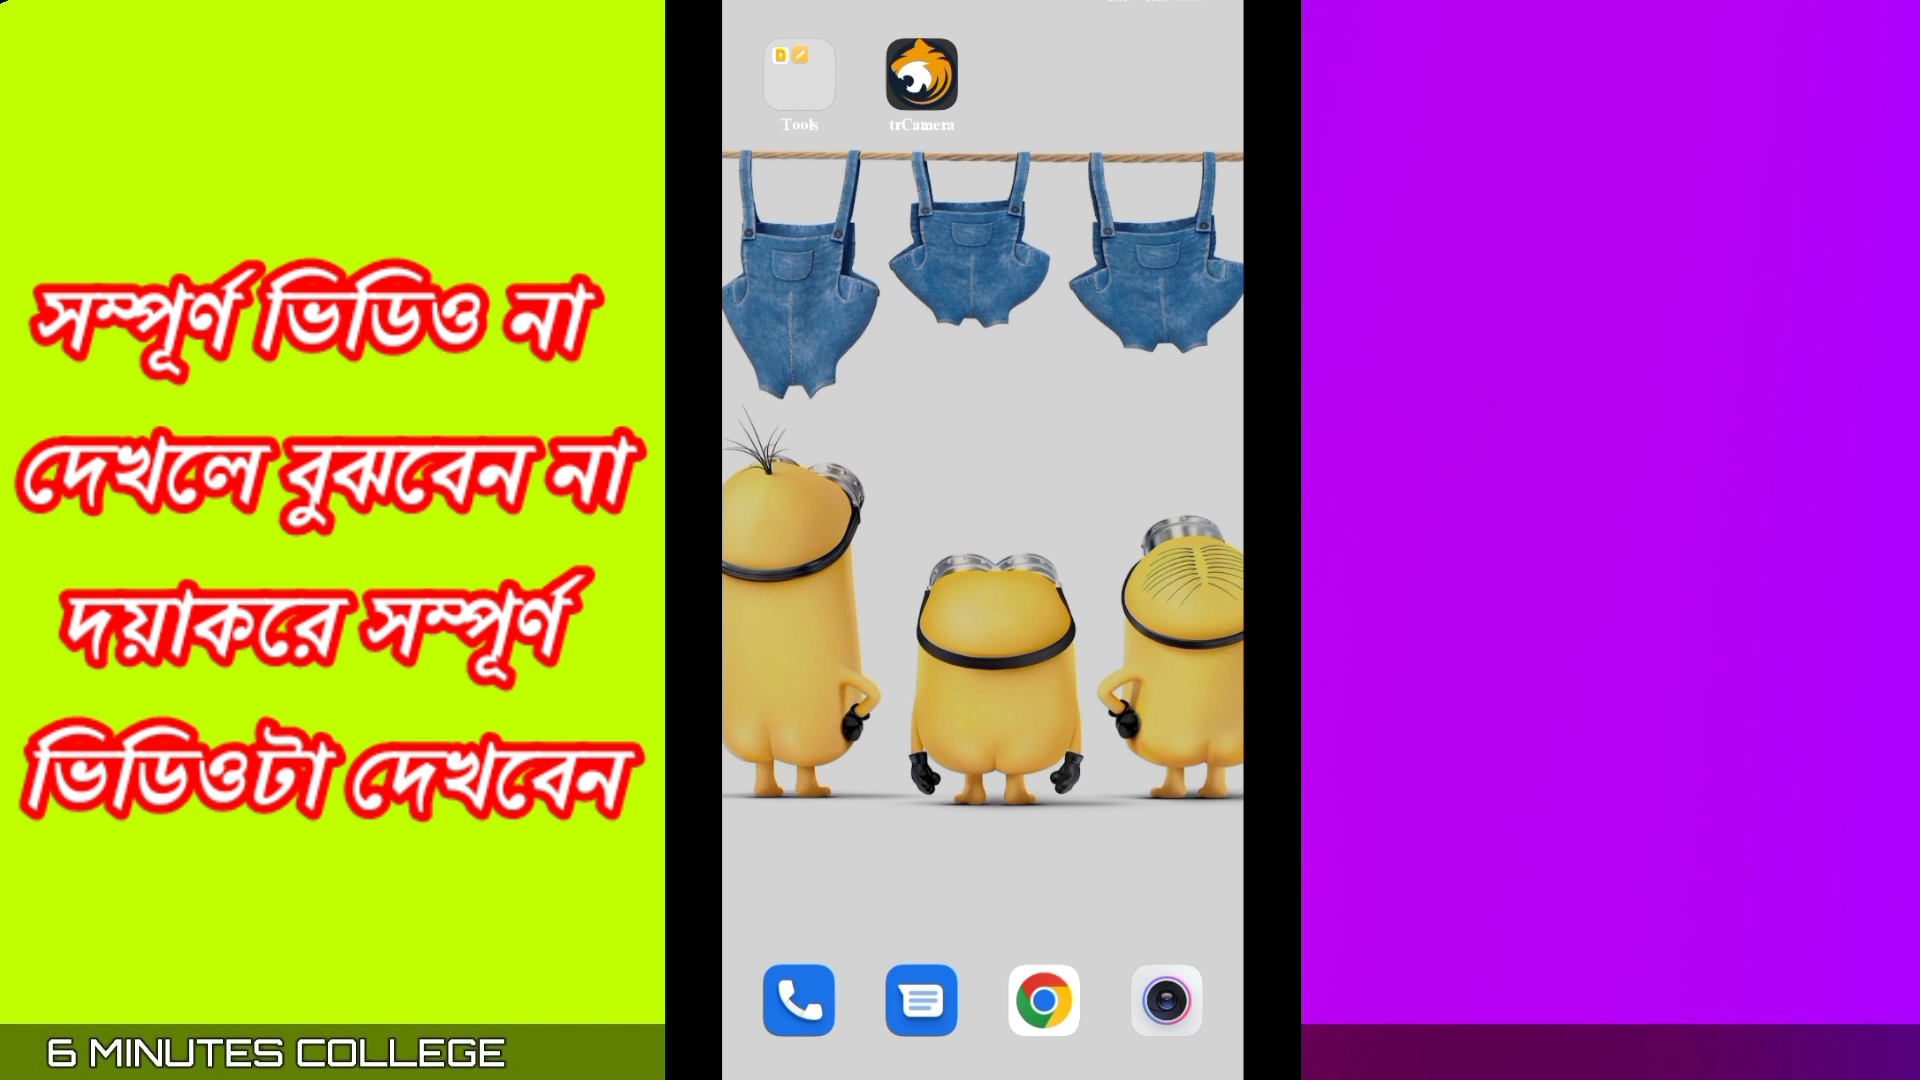 সম্পূর্ণ ভিডিও না
দেখলে বুঝবেন না
দয়াকরে সম্পূর্ণ
ভিডিওটা দেখবেন
Tools
trCamera
6 MINUTES COLLEGE